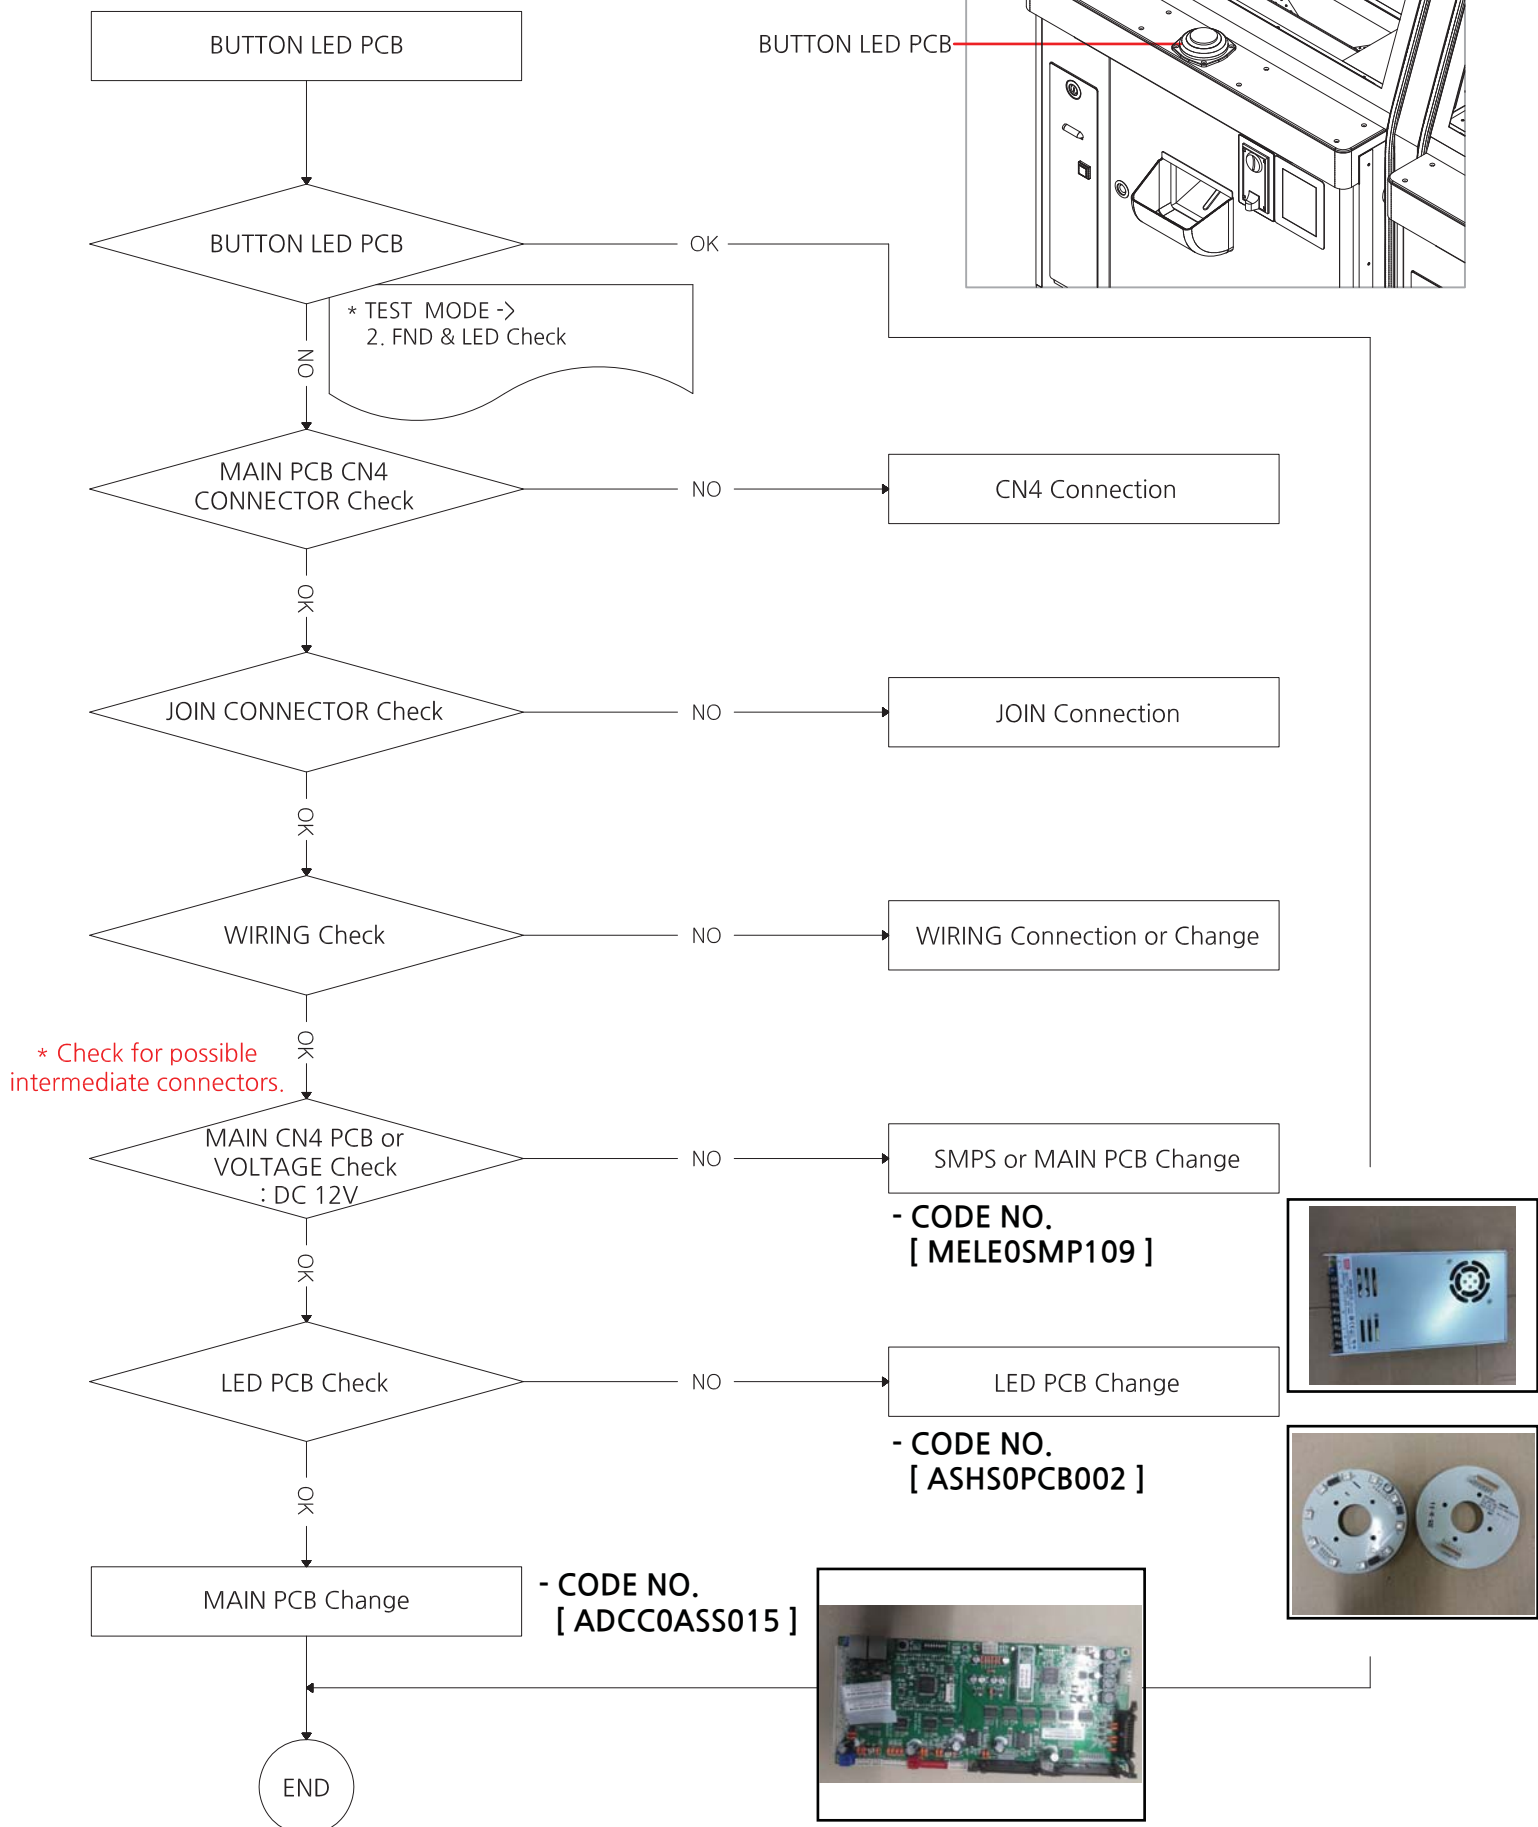 BUTTON LED PCB
BUTTON LED PCB
BUTTON LED PCB
OK
* TEST MODE ->
2. FND & LED Check
NO
MAIN PCB CN4
CONNECTOR Check
NO
CN4 Connection
OK
JOIN CONNECTOR Check
NO
JOIN Connection
OK
WIRING Check
NO
WIRING Connection or Change
OK
* Check for possible
intermediate connectors.
MAIN CN4 PCB or
VOLTAGE Check
: DC 12V
NO
SMPS or MAIN PCB Change
- CODE NO.
[ MELE0SMP109 ]
OK
LED PCB Check
NO
LED PCB Change
- CODE NO.
[ ASHS0PCB002 ]
OK
MAIN PCB Change
- CODE NO.
[ ADCC0ASS015 ]
END